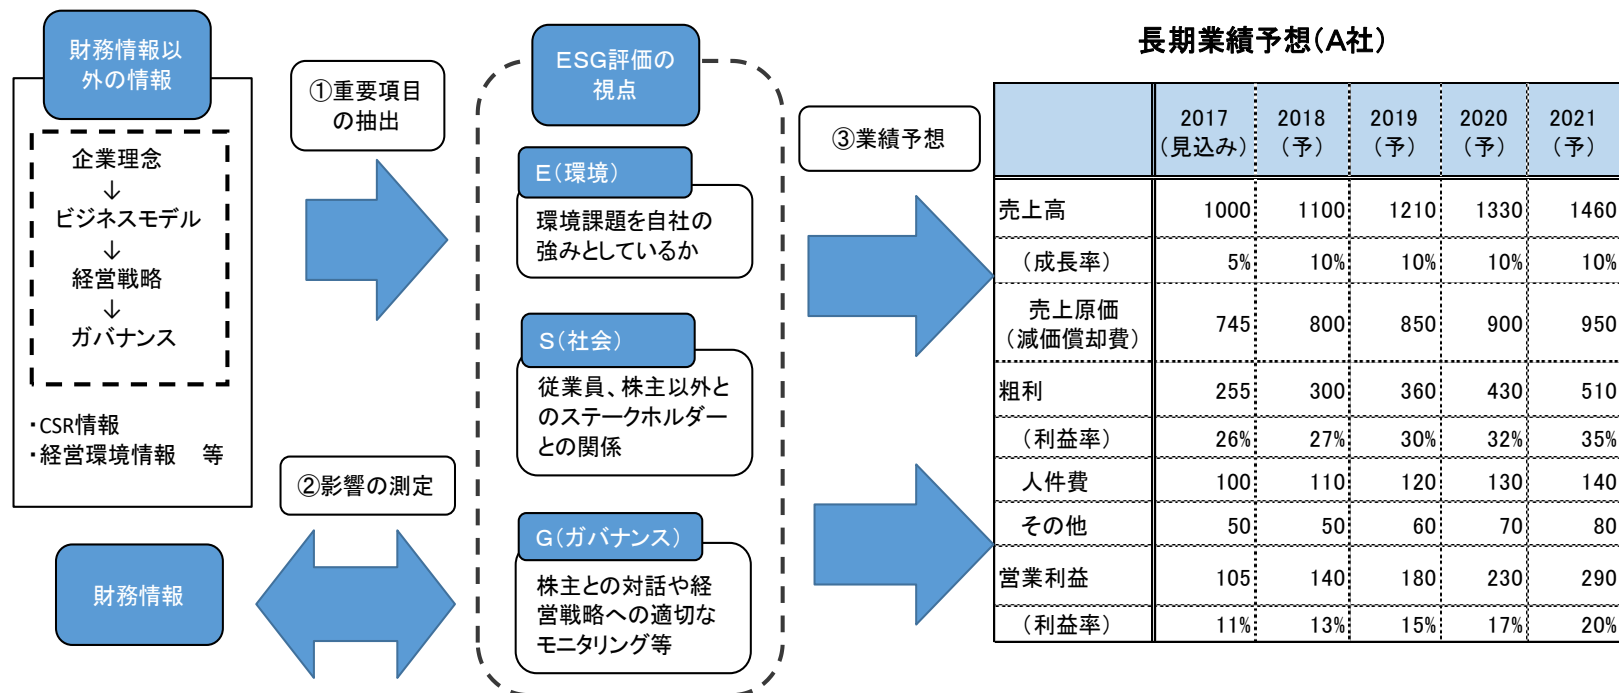 財務情報以
外の情報
企業理念
↓
ビジネスモデル
↓
経営戦略
↓
ガバナンス
・CSR情報
・経営環境情報　等
財務情報
①重要項目
の抽出
②影響の測定
ESG評価の
視点
E(環境)
環境課題を自社の
強みとしているか
S(社会)
従業員、株主以外と
のステークホルダー
との関係
G(ガバナンス)
株主との対話や経
営戦略への適切な
モニタリング等
③業績予想
長期業績予想(A社)
2017 2018 2019 2020 2021
(見込み) (予) (予) (予) (予)
売上高 1000 1100 1210 1330 1460
(成長率) 5% 10% 10% 10% 10%
売上原価
(減価償却費) 745 800 850 900 950
粗利 255 300 360 430 510
(利益率) 26% 27% 30% 32% 35%
人件費 100 110 120 130 140
その他 50 50 60 70 80
営業利益 105 140 180 230 290
(利益率) 11% 13% 15% 17% 20%